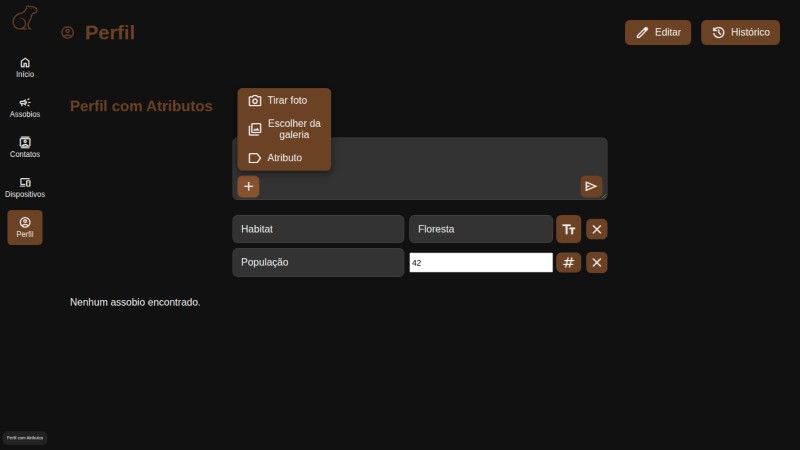 Perfil
Editar
Histórico
Início
Assobios
Contatos
Dispositivos
Perfil
Perfil com Atributos
Tirar foto
Escolher da
galeria
Atributo
Habitat
Floresta
População
42
Nenhum assobio encontrado.
Perfil com Atributos